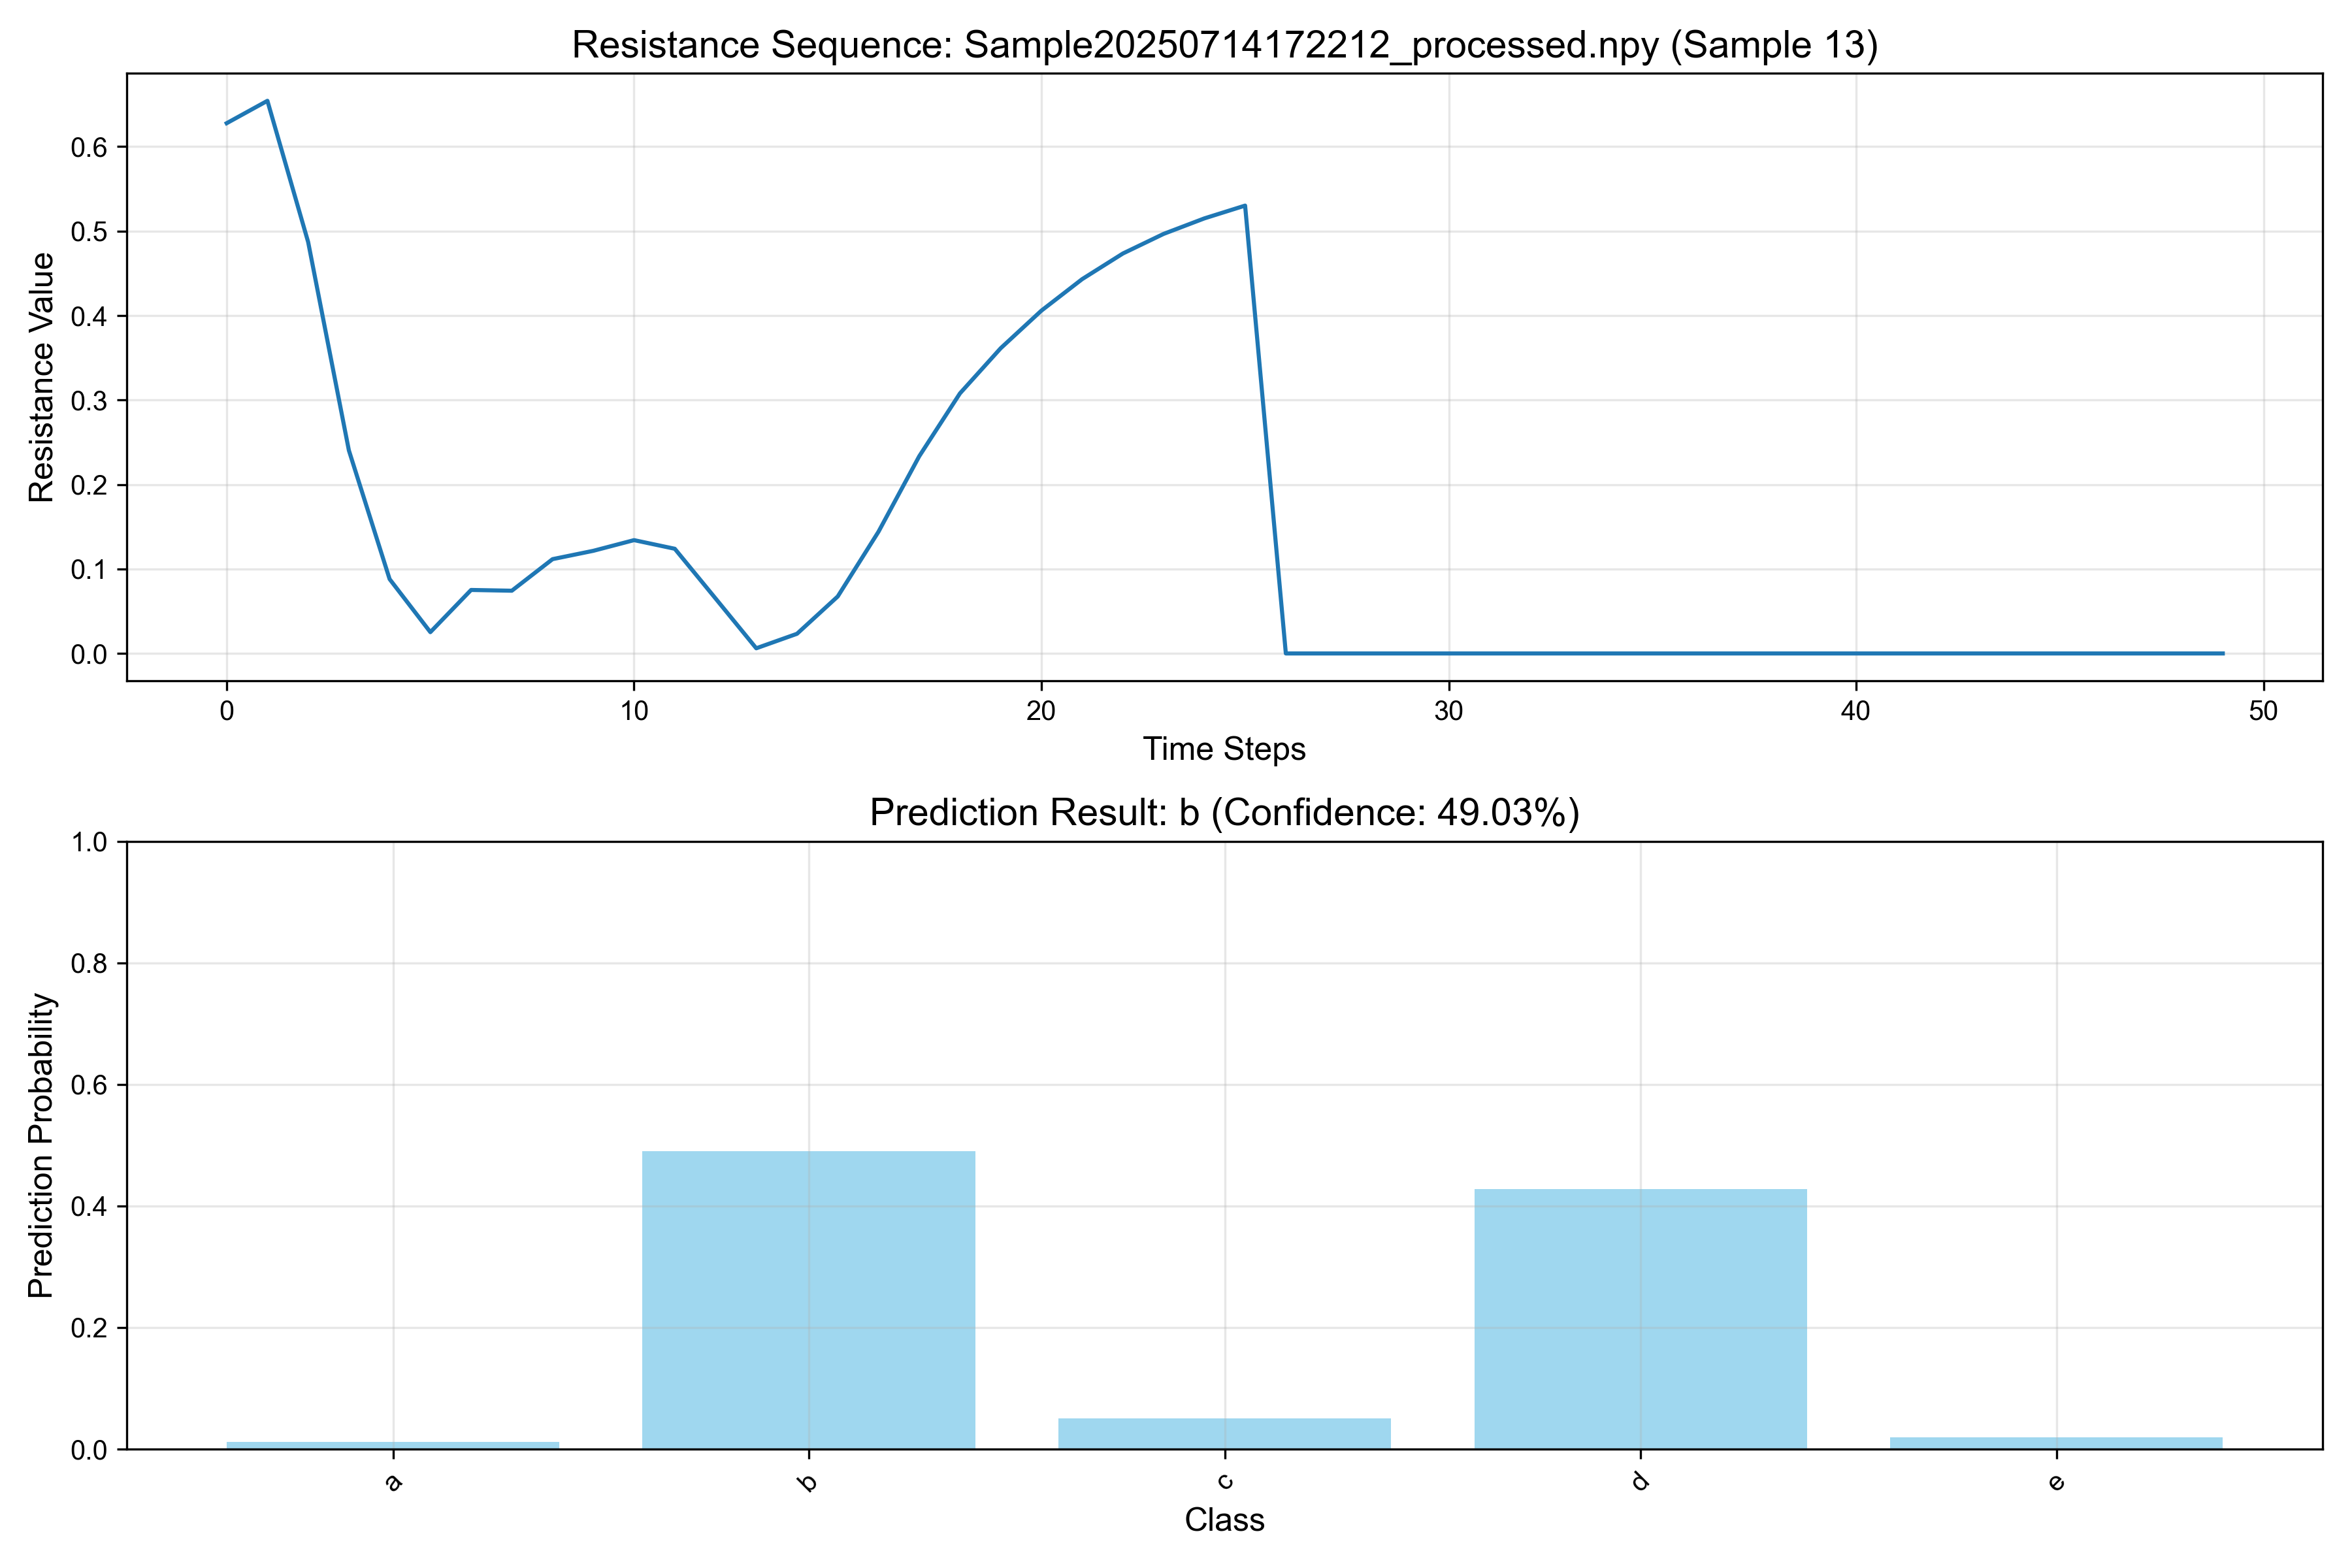 Resistance Sequence: Sample20250714172212_processed.npy (Sample 13)
Resistance Value
0.6
0.5
0.4
0.3
0.2
0.1
0.0
0 10 20 30 40 50
Time Steps
Prediction Result: b (Confidence: 49.03%)
Prediction Probability
1.0
0.8
0.6
0.4
0.2
0.0
a b c d e
Class